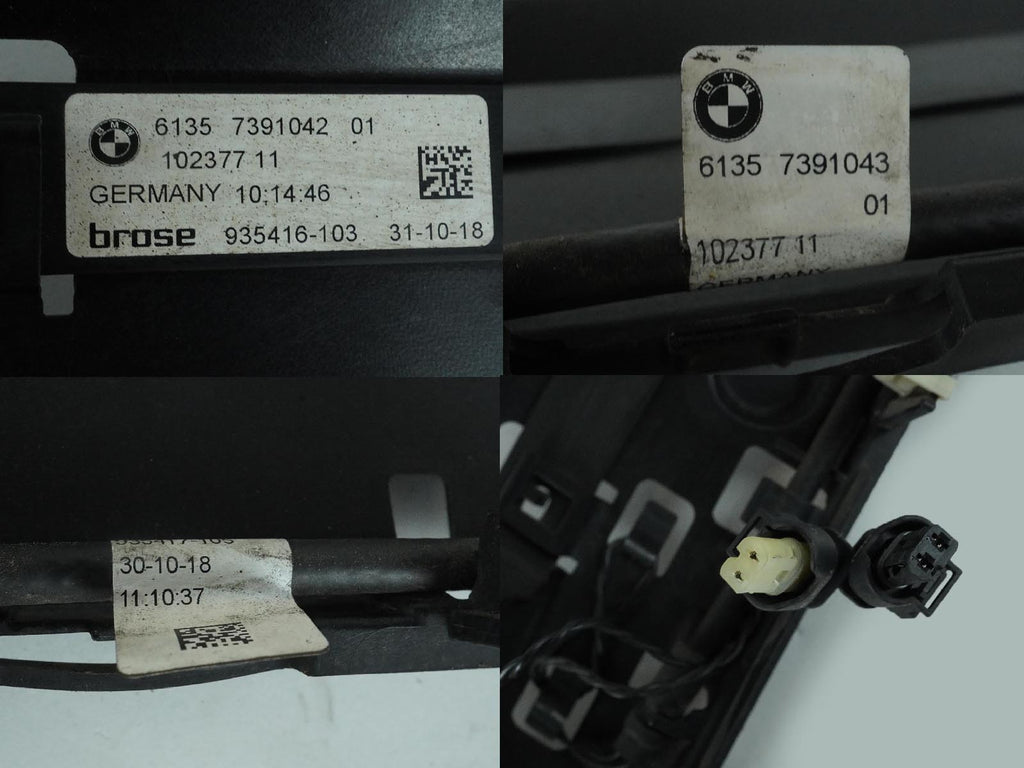 BMW
6135 7391042 01
102377 11
GERMANY 10:14:46
brose 935416-103 31-10-18
BMW
6135 7391043
01
102377 11
GERMANY
30-10-18
11:10:37